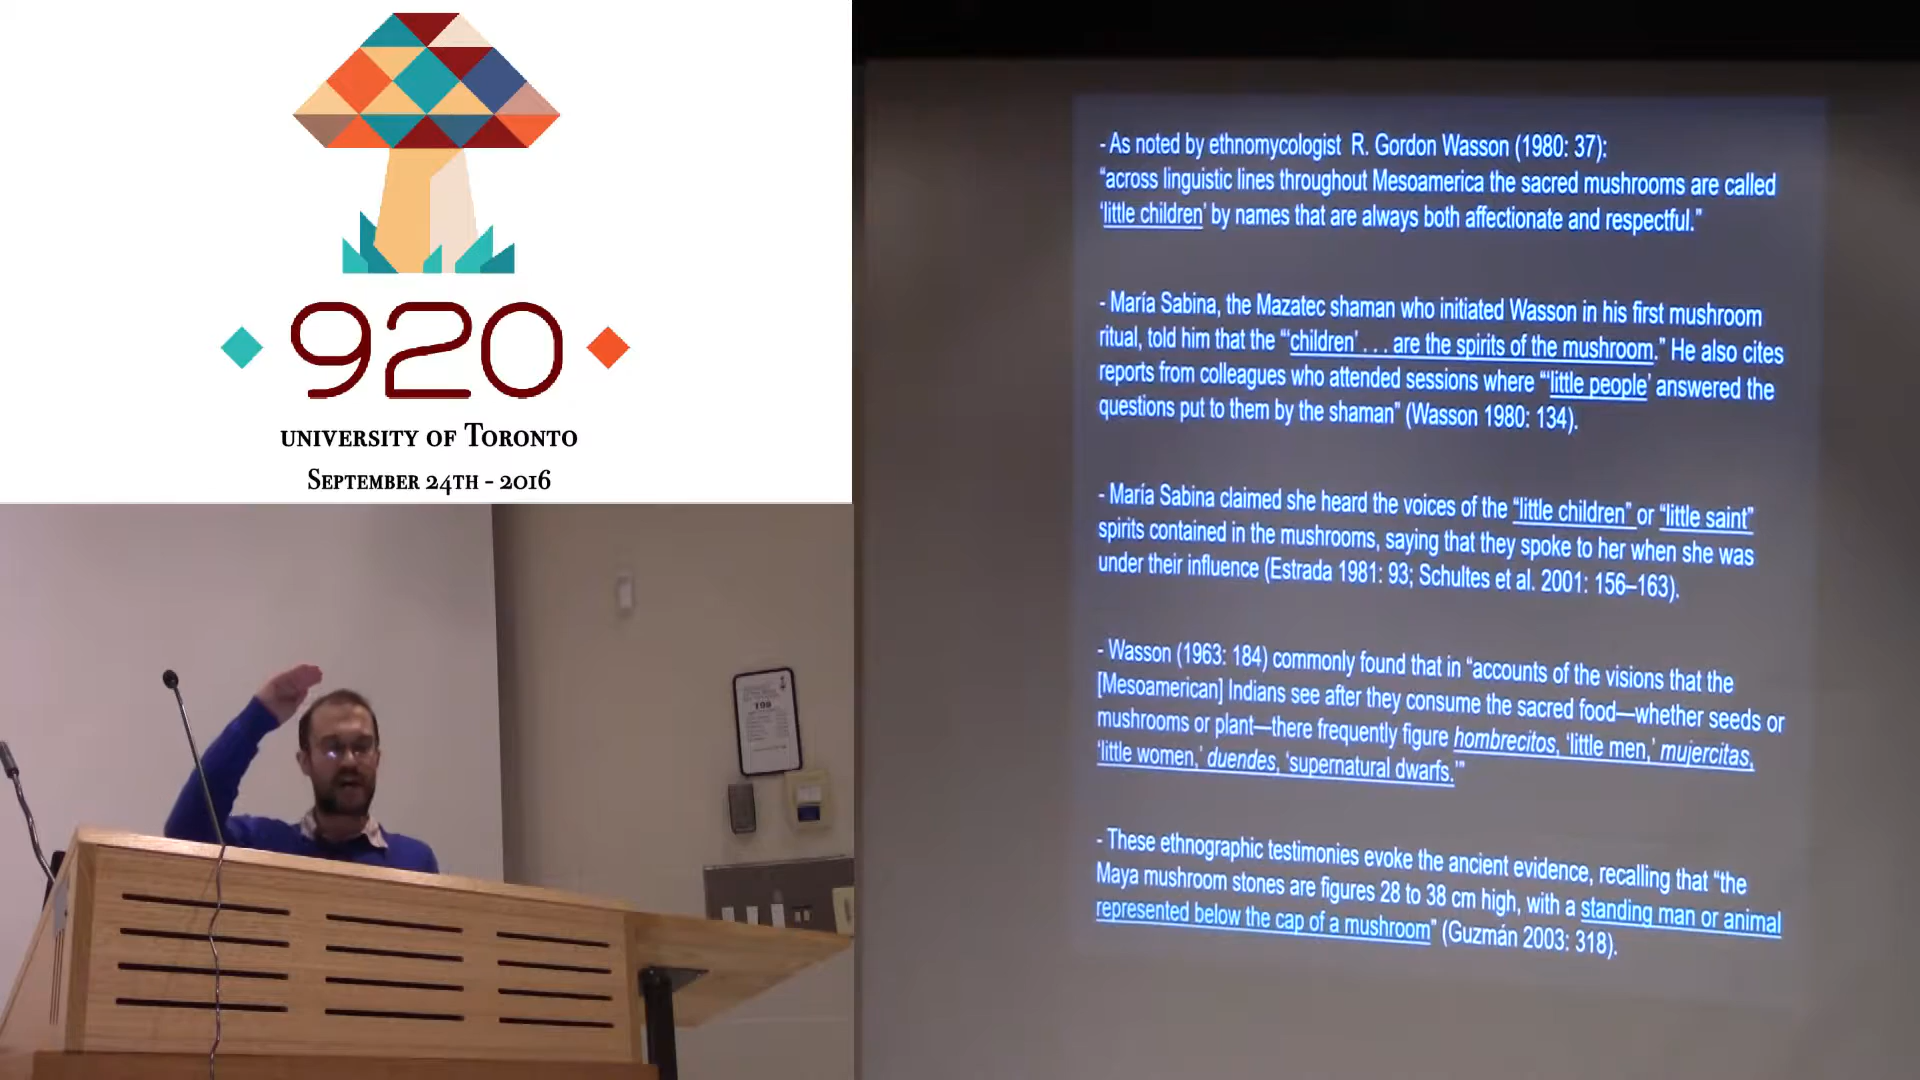 920
UNIVERSITY OF TORONTO
SEPTEMBER 24TH - 2016
199
- As noted by ethnomycologist R. Gordon Wasson (1980: 37):
“across linguistic lines throughout Mesoamerica the sacred mushrooms are called
‘little children’ by names that are always both affectionate and respectful.”
- María Sabina, the Mazatec shaman who initiated Wasson in his first mushroom
ritual, told him that the “‘children’ . . . are the spirits of the mushroom.” He also cites
reports from colleagues who attended sessions where “‘little people’ answered the
questions put to them by the shaman” (Wasson 1980: 134).
- María Sabina claimed she heard the voices of the “little children” or “little saint”
spirits contained in the mushrooms, saying that they spoke to her when she was
under their influence (Estrada 1981: 93; Schultes et al. 2001: 156–163).
- Wasson (1963: 184) commonly found that in “accounts of the visions that the
[Mesoamerican] Indians see after they consume the sacred food—whether seeds or
mushrooms or plant—there frequently figure hombrecitos, ‘little men,’ mujercitas,
‘little women,’ duendes, ‘supernatural dwarfs.’”
- These ethnographic testimonies evoke the ancient evidence, recalling that “the
Maya mushroom stones are figures 28 to 38 cm high, with a standing man or animal
represented below the cap of a mushroom” (Guzmán 2003: 318).